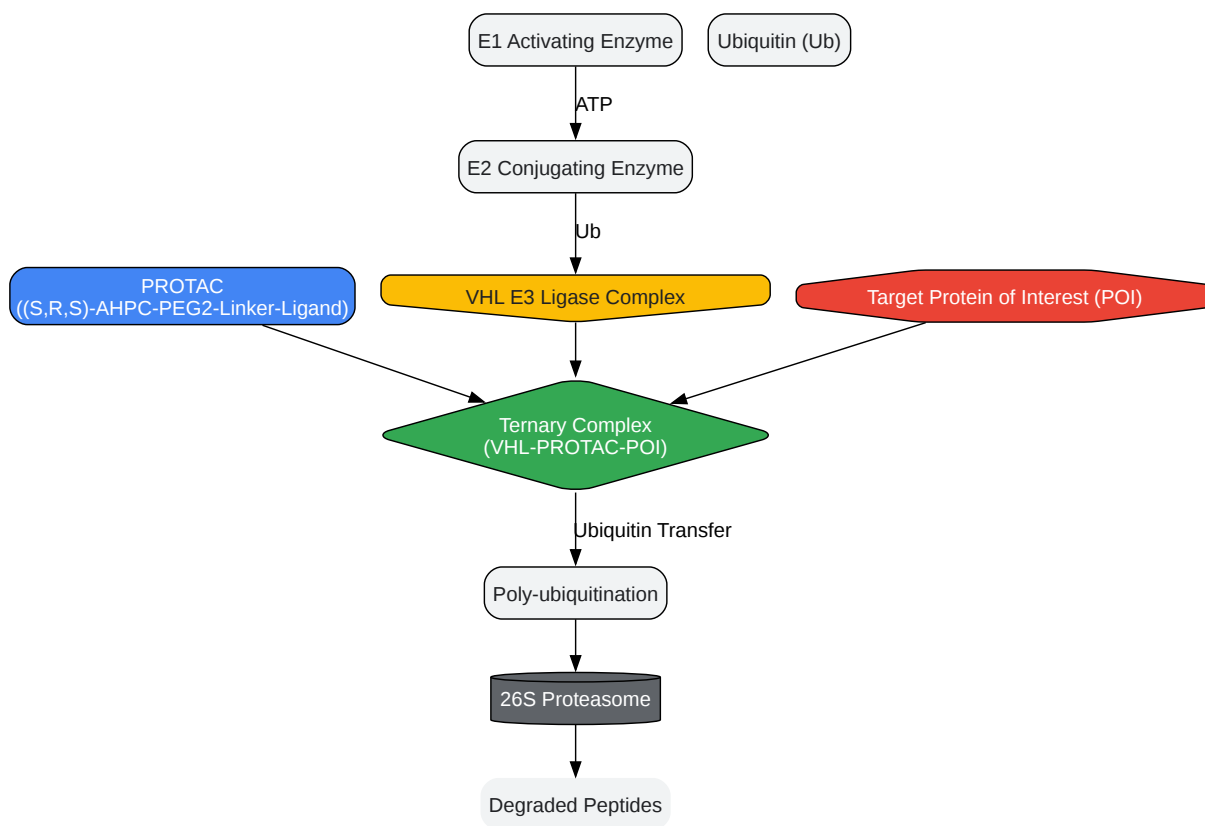 E1 Activating Enzyme
Ubiquitin (Ub)
ATP
E2 Conjugating Enzyme
Ub
PROTAC
((S,R,S)-AHPC-PEG2-Linker-Ligand)
VHL E3 Ligase Complex
Target Protein of Interest (POI)
Ternary Complex
(VHL-PROTAC-POI)
Ubiquitin Transfer
Poly-ubiquitination
26S Proteasome
Degraded Peptides